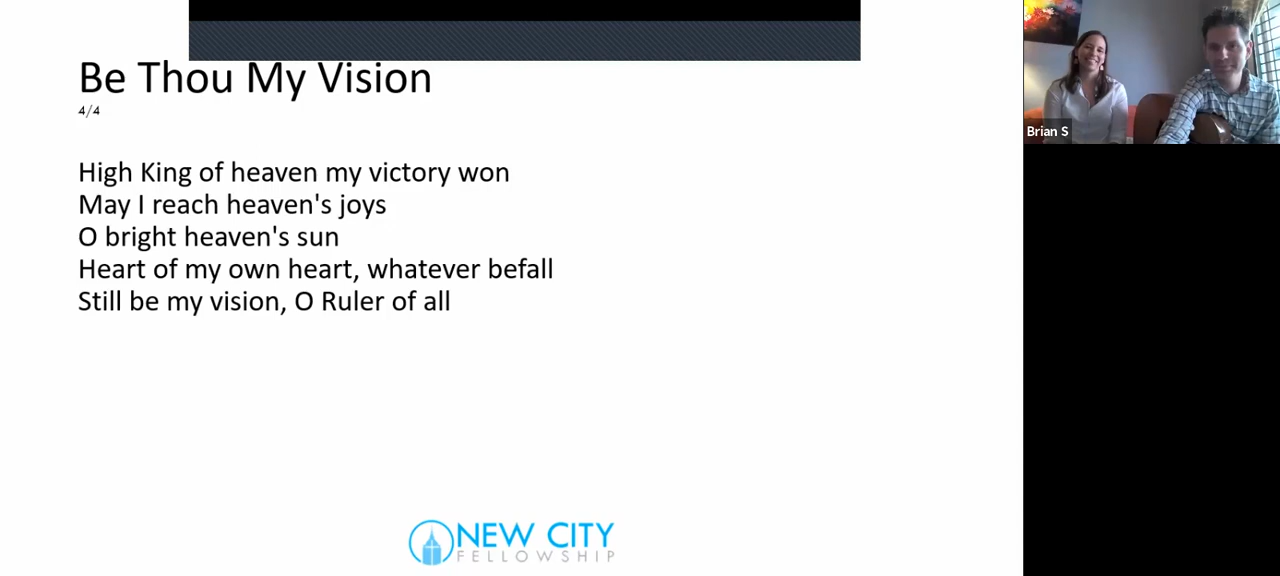 Be Thou My Vision
4/4
High King of heaven my victory won
May I reach heaven's joys
O bright heaven's sun
Heart of my own heart, whatever befall
Still be my vision, O Ruler of all
NEW CITY
FELLOWSHIP
Brian S